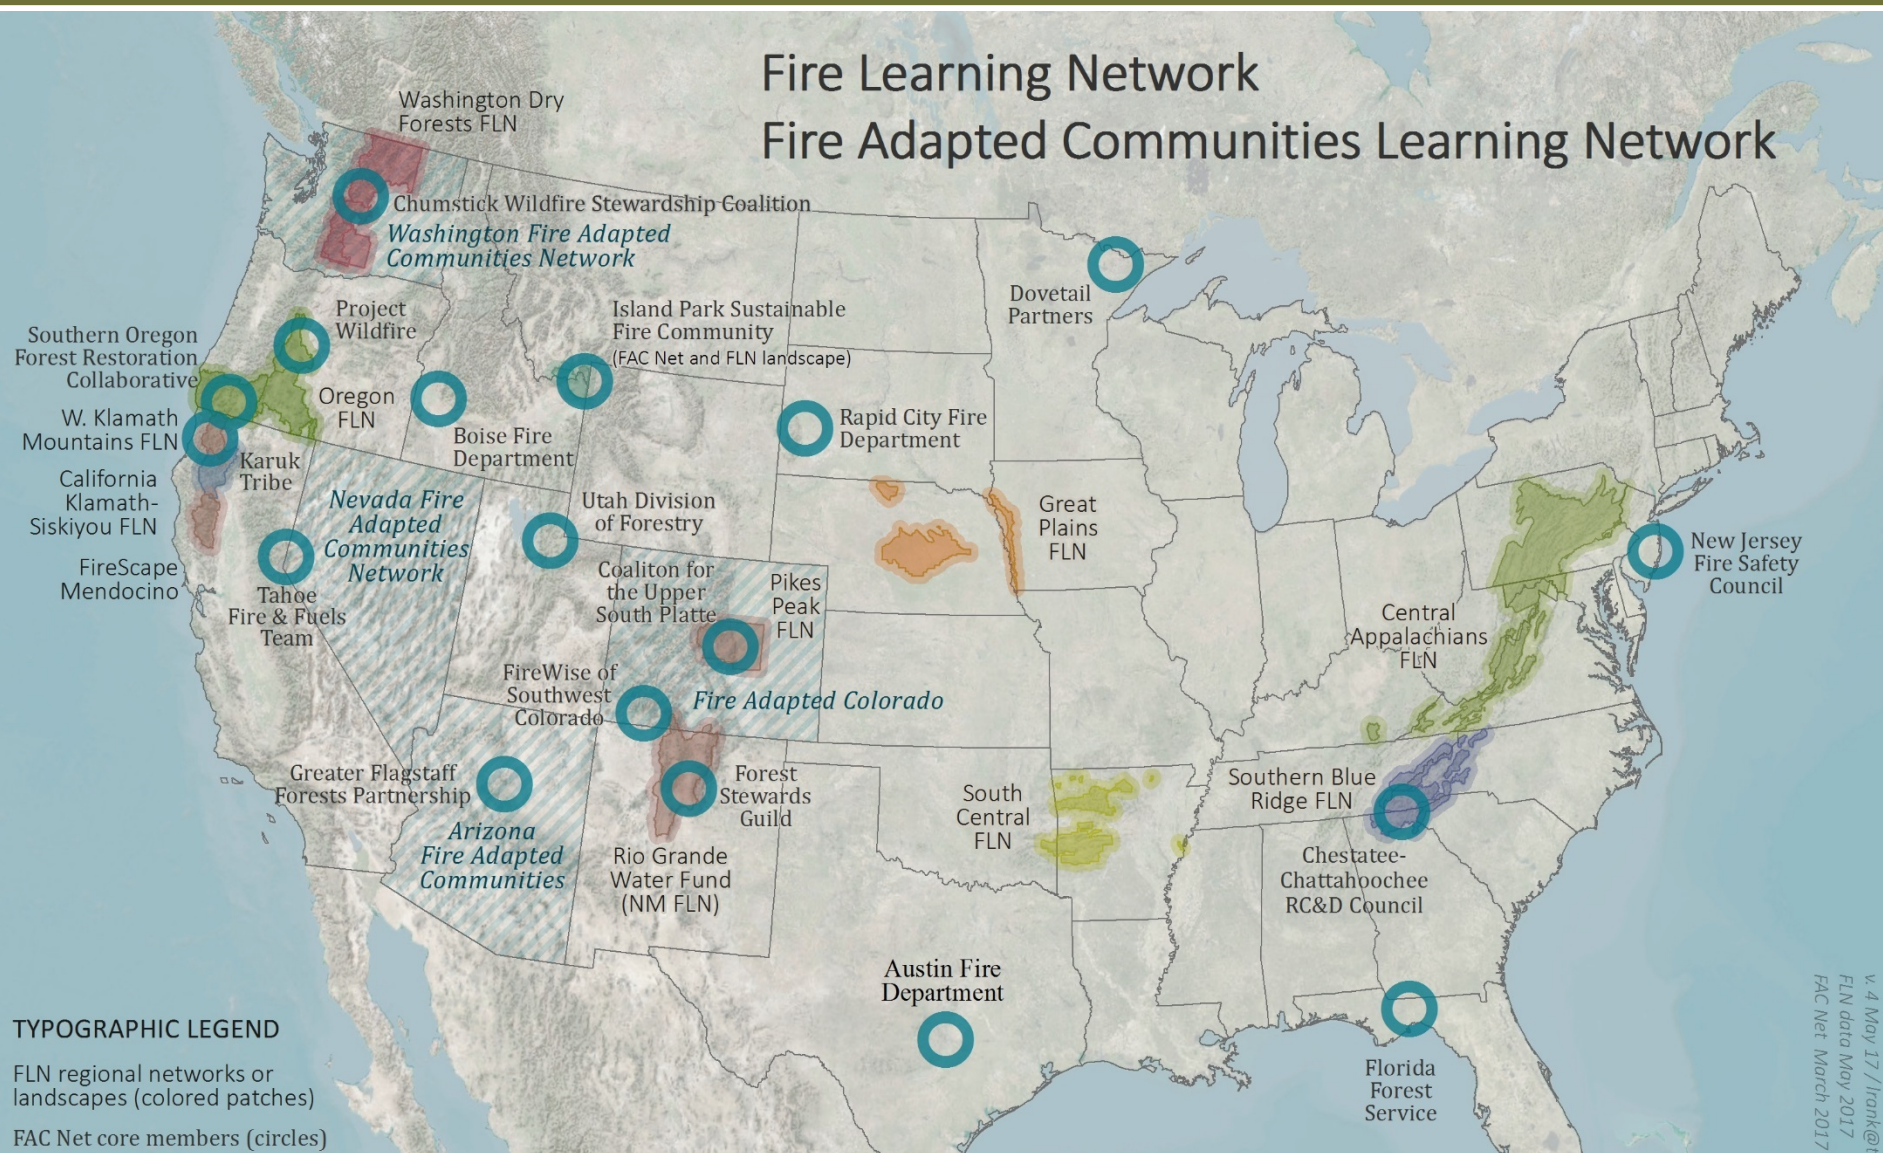 Fire Learning Network
Fire Adapted Communities Learning Network
Washington Dry
Forests FLN
Chumstick Wildfire Stewardship Coalition
Washington Fire Adapted
Communities Network
Project
Wildfire
Island Park Sustainable
Fire Community
(FAC Net and FLN landscape)
Dovetail
Partners
Southern Oregon
Forest Restoration
Collaborative
Oregon
FLN
W. Klamath
Mountains FLN
Boise Fire
Department
Rapid City Fire
Department
Karuk
Tribe
California
Klamath-
Siskiyou FLN
Nevada Fire
Adapted
Communities
Network
Utah Division
of Forestry
Great
Plains
FLN
New Jersey
Fire Safety
Council
FireScape
Mendocino
Tahoe
Fire & Fuels
Team
Coaliton for
the Upper
South Platte
Pikes
Peak
FLN
Central
Appalachians
FLN
FireWise of
Southwest
Colorado
Fire Adapted Colorado
Greater Flagstaff
Forests Partnership
Forest
Stewards
Guild
South
Central
FLN
Southern Blue
Ridge FLN
Arizona
Fire Adapted
Communities
Rio Grande
Water Fund
(NM FLN)
Chestatee-
Chattahoochee
RC&D Council
Austin Fire
Department
Florida
Forest
Service
TYPOGRAPHIC LEGEND
FLN regional networks or
landscapes (colored patches)
FAC Net core members (circles)
v. 4 May 17 / lrank@t
FLN data May 2017
FAC Net March 2017